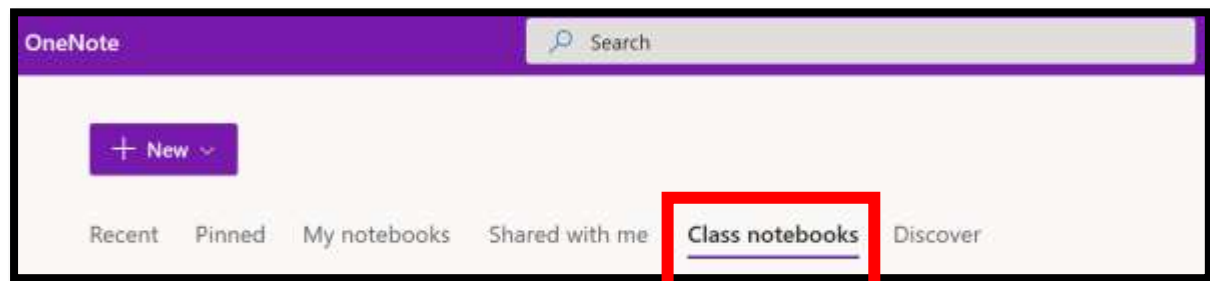 OneNote Search
+ New
Recent Pinned My notebooks Shared with me Class notebooks Discover